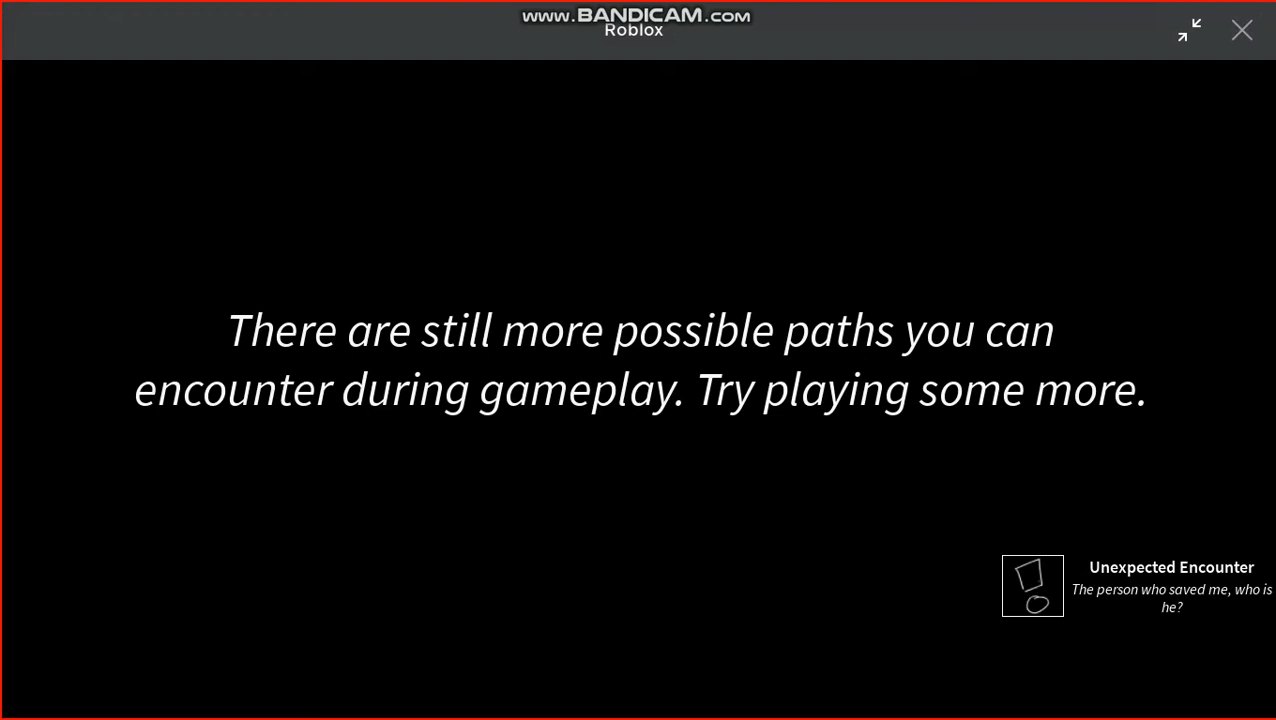 www.BANDICAM.com
Roblox
There are still more possible paths you can
encounter during gameplay. Try playing some more.
Unexpected Encounter
The person who saved me, who is
he?